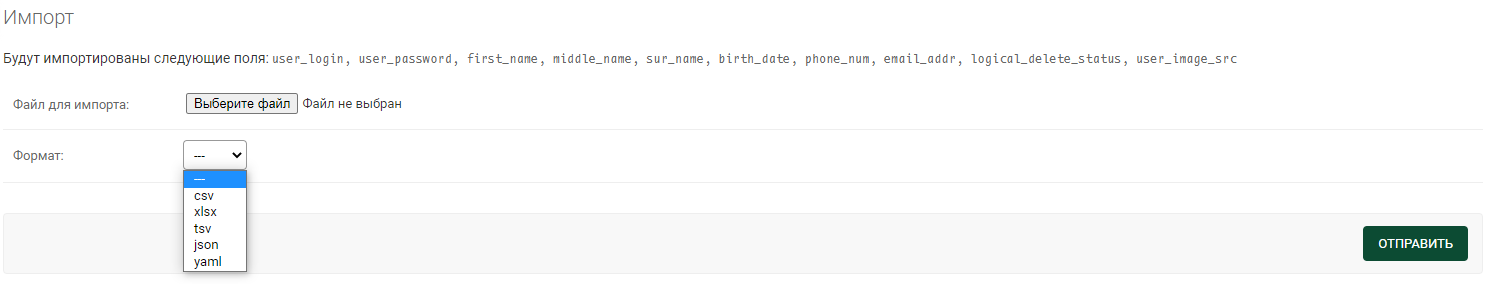 Импорт
Будут импортированы следующие поля: user_login, user_password, first_name, middle_name, sur_name, birth_date, phone_num, email_addr, logical_delete_status, user_image_src
Файл для импорта: Выберите файл Файл не выбран
Формат: ---
---
csv
xlsx
tsv
json
yaml
ОТПРАВИТЬ